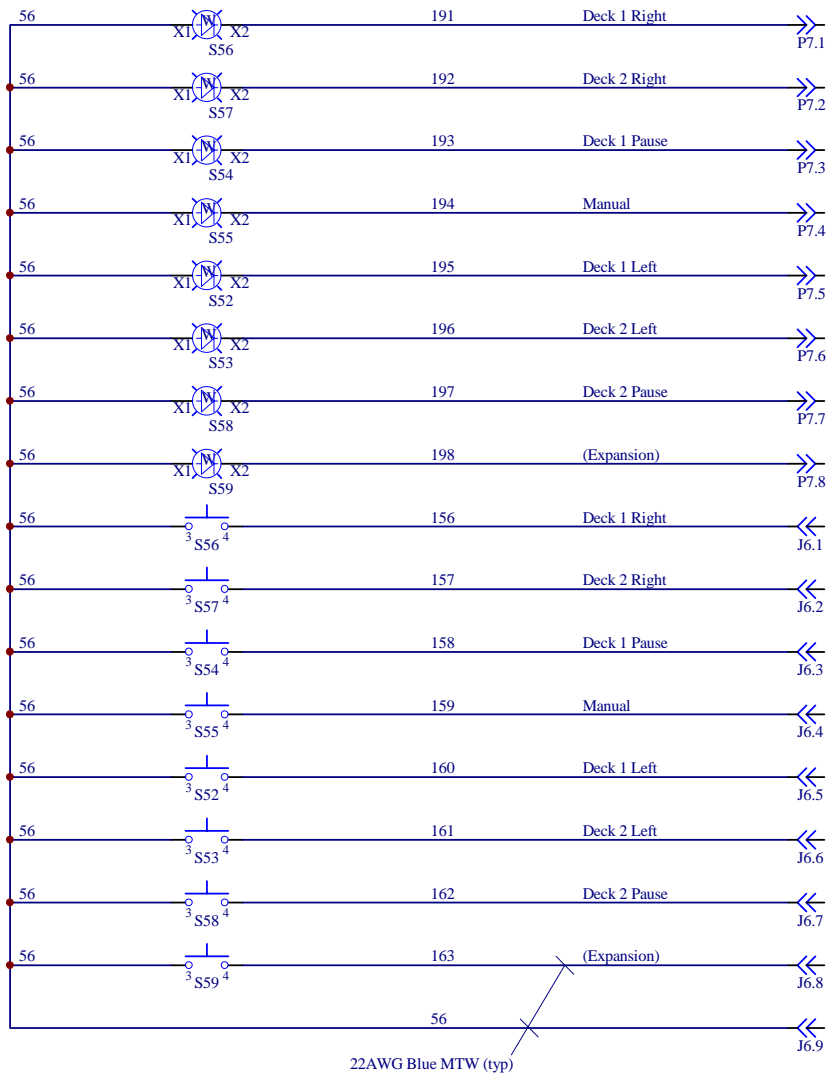 56 191 Deck 1 Right
X1 W X2 P7.1
S56
56 192 Deck 2 Right
X1 W X2 P7.2
S57
56 193 Deck 1 Pause
X1 W X2 P7.3
S54
56 194 Manual
X1 W X2 P7.4
S55
56 195 Deck 1 Left
X1 W X2 P7.5
S52
56 196 Deck 2 Left
X1 W X2 P7.6
S53
56 197 Deck 2 Pause
X1 W X2 P7.7
S58
56 198 (Expansion)
X1 W X2 P7.8
S59
56 156 Deck 1 Right
3 S56 4 J6.1
56 157 Deck 2 Right
3 S57 4 J6.2
56 158 Deck 1 Pause
3 S54 4 J6.3
56 159 Manual
3 S55 4 J6.4
56 160 Deck 1 Left
3 S52 4 J6.5
56 161 Deck 2 Left
3 S53 4 J6.6
56 162 Deck 2 Pause
3 S58 4 J6.7
56 163 (Expansion)
3 S59 4 J6.8
56
J6.9
22AWG Blue MTW (typ)